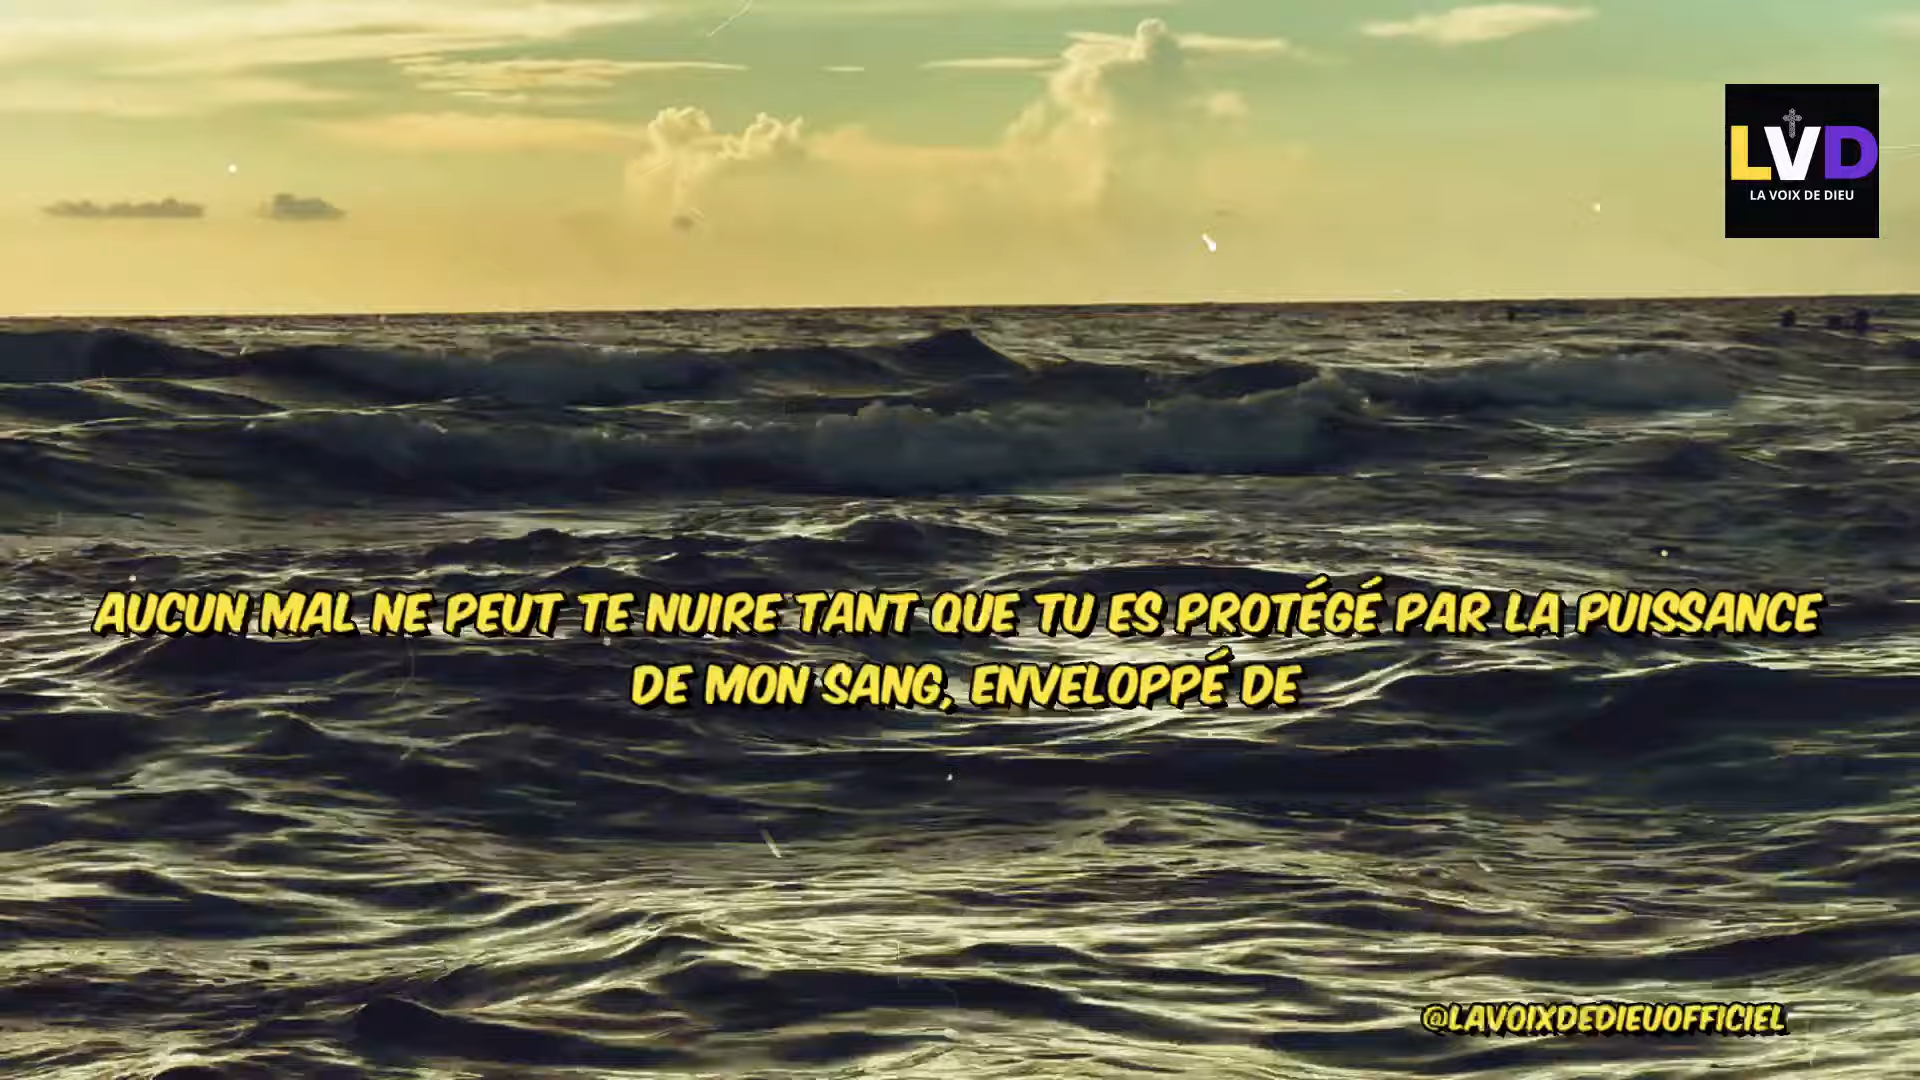 LVD
LA VOIX DE DIEU
AUCUN MAL NE PEUT TE NUIRE TANT QUE TU ES PROTÉGÉ PAR LA PUISSANCE
DE MON SANG, ENVELOPPÉ DE
@LAVOIXDEDIEUOFFICIEL